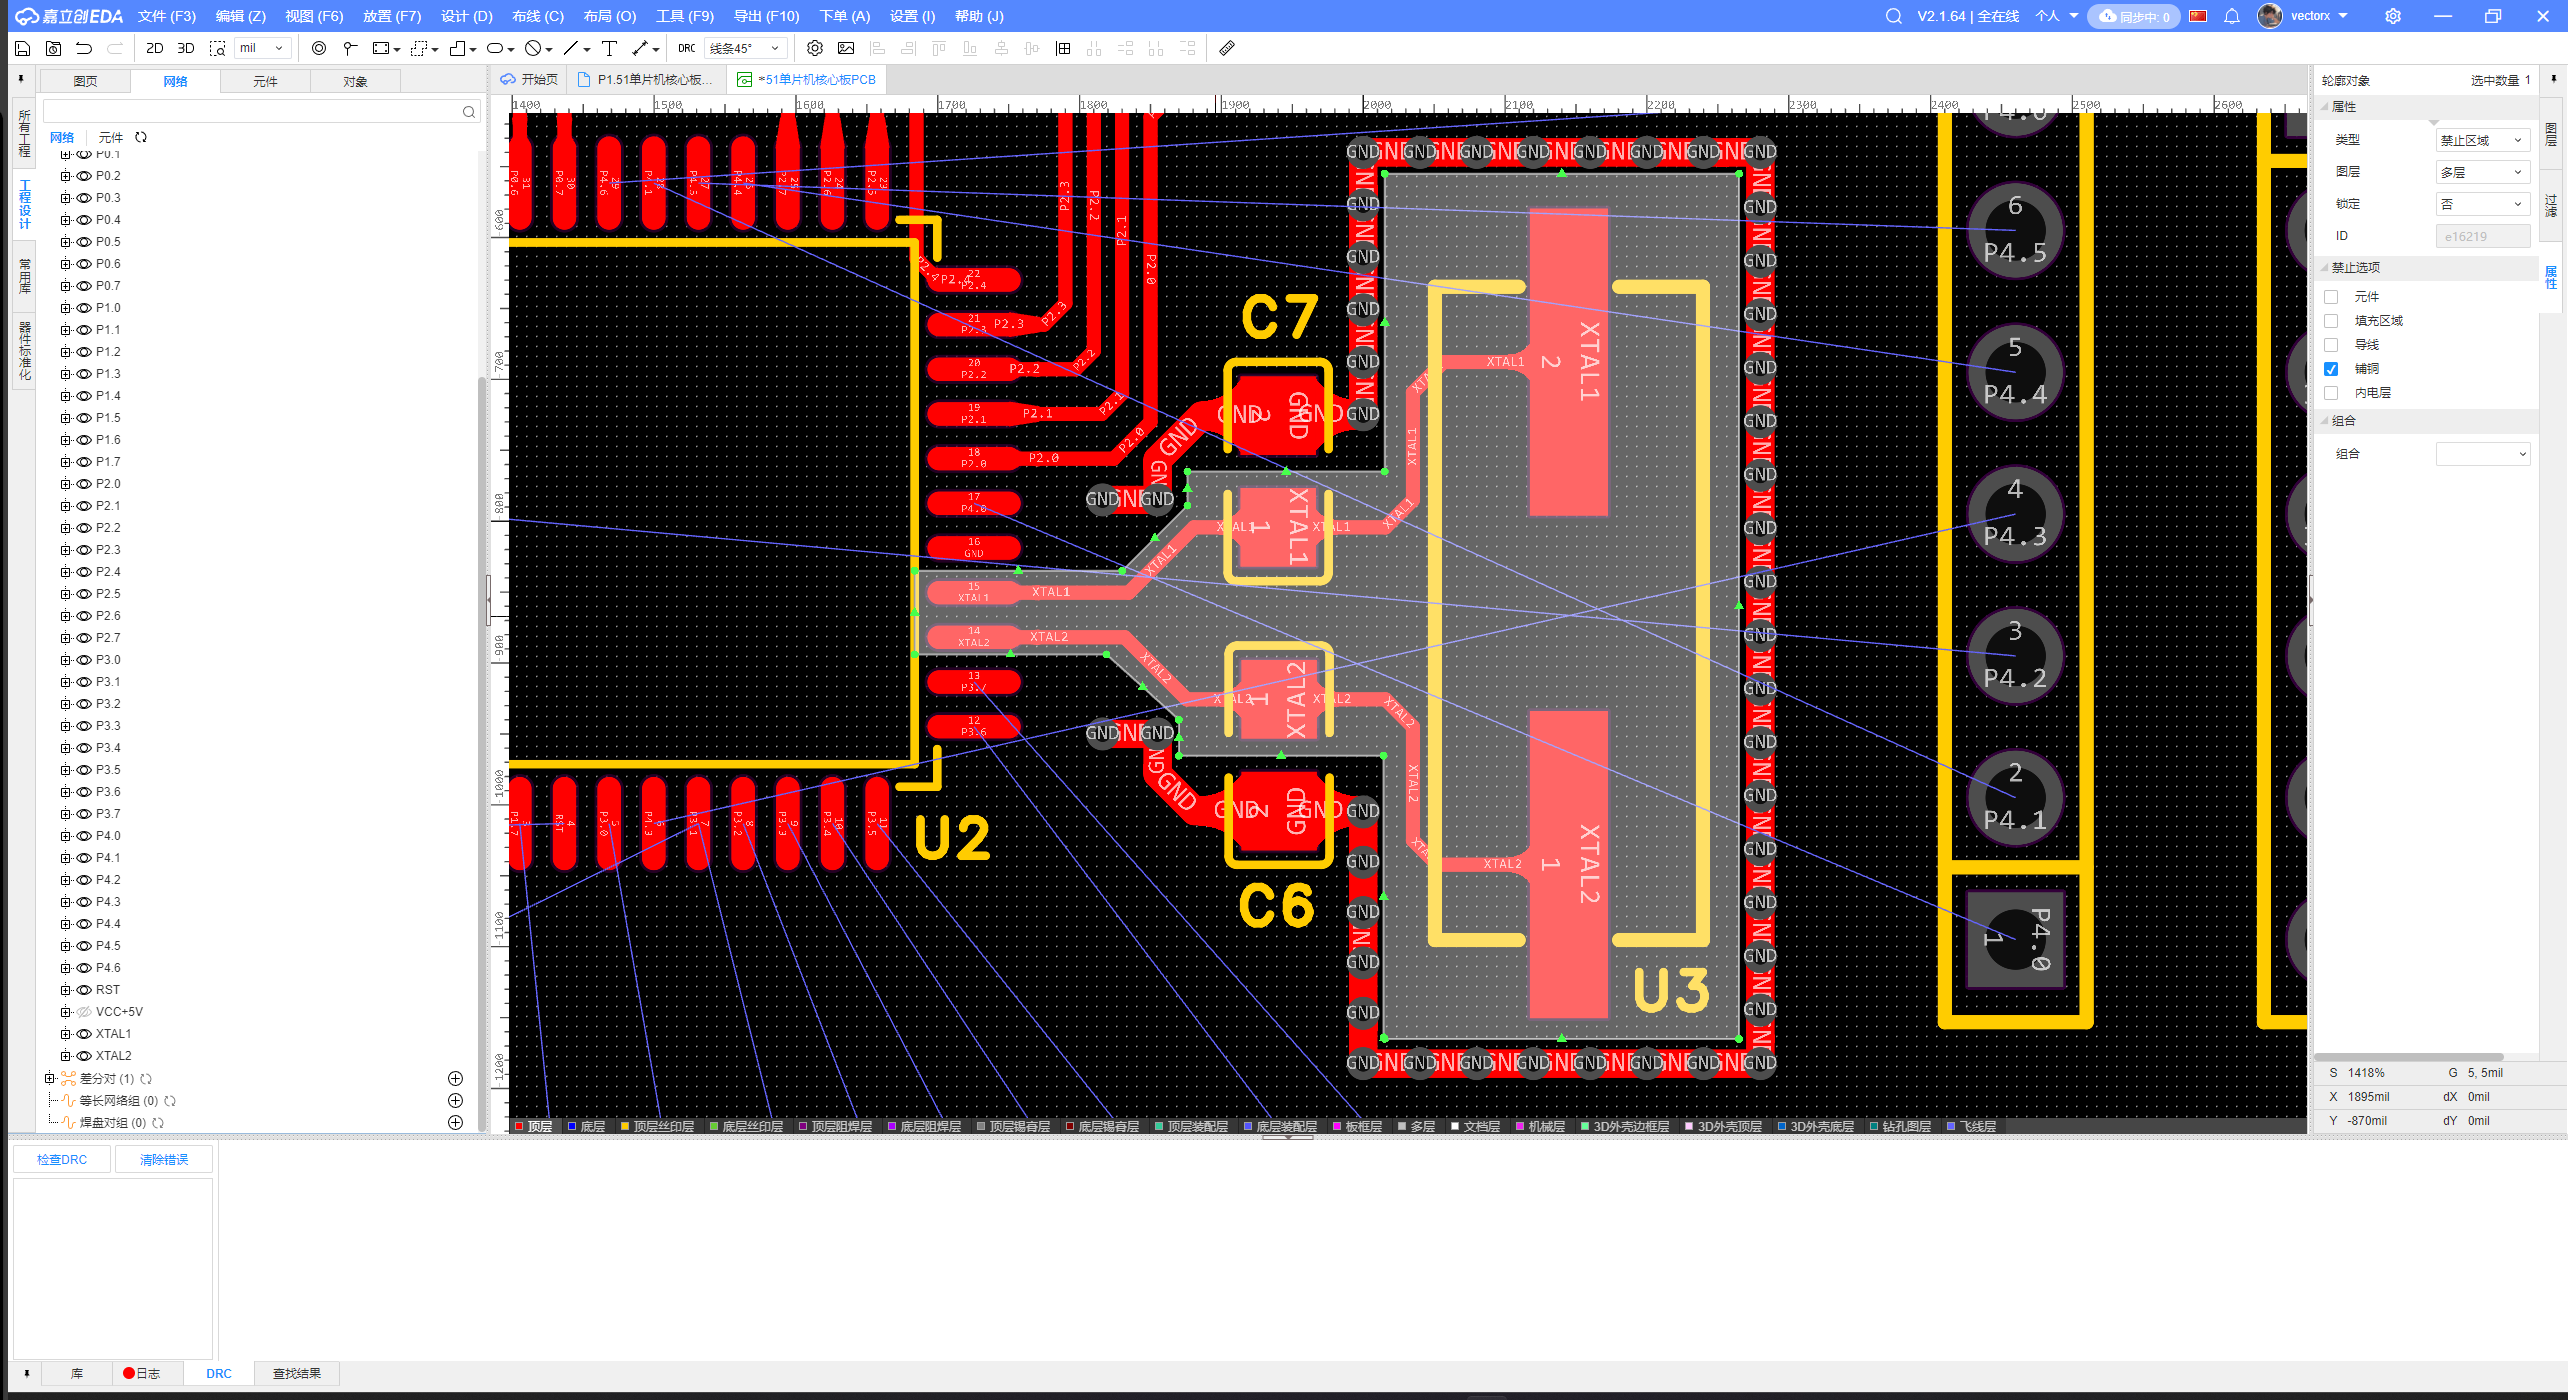 嘉立创EDA 文件 (F3) 编辑 (Z) 视图 (F6) 放置 (F7) 设计 (D) 布线 (C) 布局 (O) 工具 (F9) 导出 (F10) 下单 (A) 设置 (I) 帮助 (J) V2.1.64 | 全在线 个人 同步中: 0 vectorx
2D 3D mil DRC 线条45°
图页 网络 元件 对象
开始页 P1.51单片机核心板... *51单片机核心板PCB
所有工程
工程设计
常用库
器件标准化
网络 元件
P0.1
P0.2
P0.3
P0.4
P0.5
P0.6
P0.7
P1.0
P1.1
P1.2
P1.3
P1.4
P1.5
P1.6
P1.7
P2.0
P2.1
P2.2
P2.3
P2.4
P2.5
P2.6
P2.7
P3.0
P3.1
P3.2
P3.3
P3.4
P3.5
P3.6
P3.7
P4.0
P4.1
P4.2
P4.3
P4.4
P4.5
P4.6
RST
VCC+5V
XTAL1
XTAL2
差分对 (1)
等长网络组 (0)
焊盘对组 (0)
1400 1500 1600 1700 1800 1900 2000 2100 2200 2300 2400 2500 2600
-600
-700
-800
-900
-1000
-1100
-1200
22 P2.4
21 P2.3
20 P2.2
19 P2.1
18 P2.0
17 P4.0
16 GND
15 XTAL1
14 XTAL2
13 P3.7
12 P3.6
C7
C6
U2
U3
2 XTAL1
1 XTAL2
6 P4.5
5 P4.4
4 P4.3
3 P4.2
2 P4.1
1 P4.0
顶层 底层 顶层丝印层 底层丝印层 顶层阻焊层 底层阻焊层 顶层锡膏层 底层锡膏层 顶层装配层 底层装配层 板框层 多层 文档层 机械层 3D外壳边框层 3D外壳顶层 3D外壳底层 钻孔图层 飞线层
轮廓对象 选中数量 1
属性
类型 禁止区域
图层 多层
锁定 否
ID e16219
禁止选项
元件
填充区域
导线
铺铜
内电层
组合
组合
图层
过滤
属性
S 1418% G 5, 5mil
X 1895mil dX 0mil
Y -870mil dY 0mil
检查DRC 清除错误
库 日志 DRC 查找结果